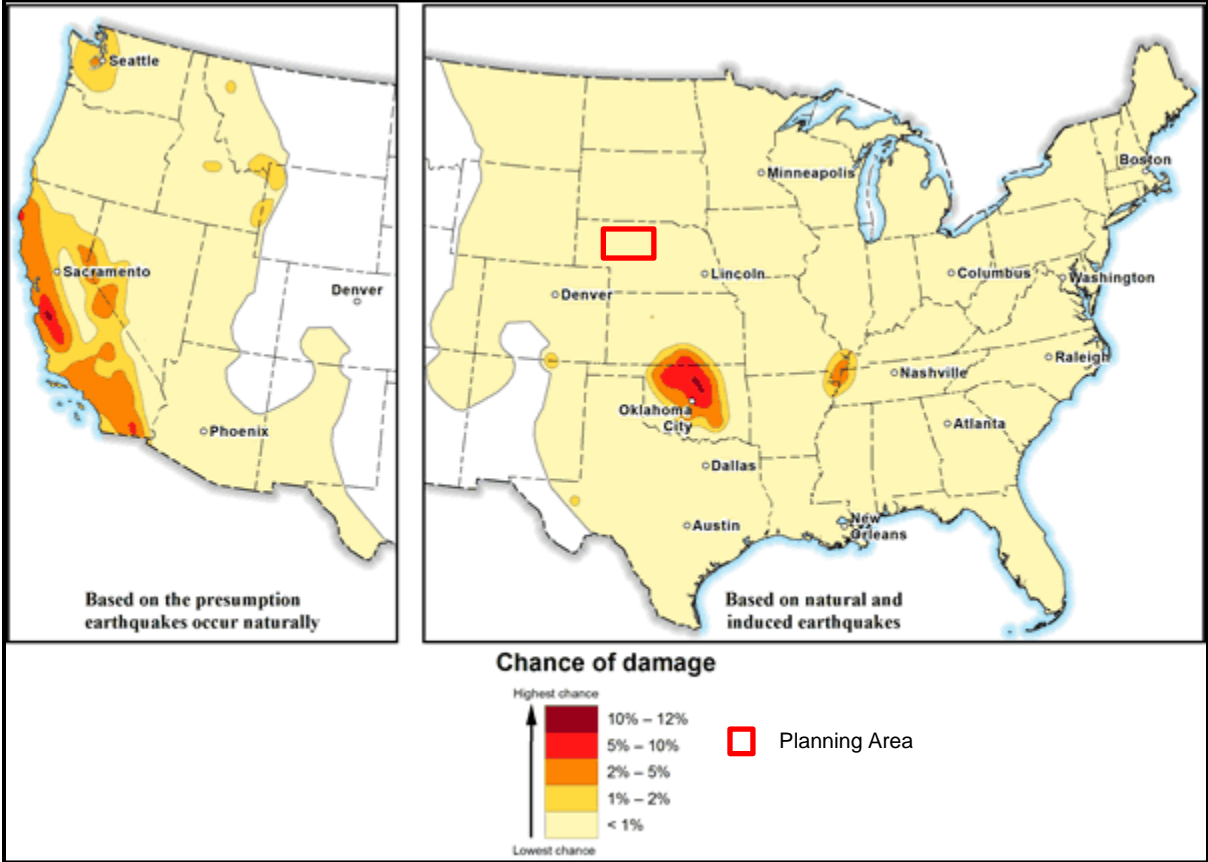 Seattle
Sacramento
Denver
Phoenix
Based on the presumption
earthquakes occur naturally
Minneapolis
Boston
Lincoln
Columbus
Washington
Denver
Raleigh
Nashville
Oklahoma
City
Atlanta
Dallas
Austin
New
Orleans
Based on natural and
induced earthquakes
Chance of damage
Highest chance
10% – 12%
5% – 10%
2% – 5%
1% – 2%
< 1%
Lowest chance
Planning Area